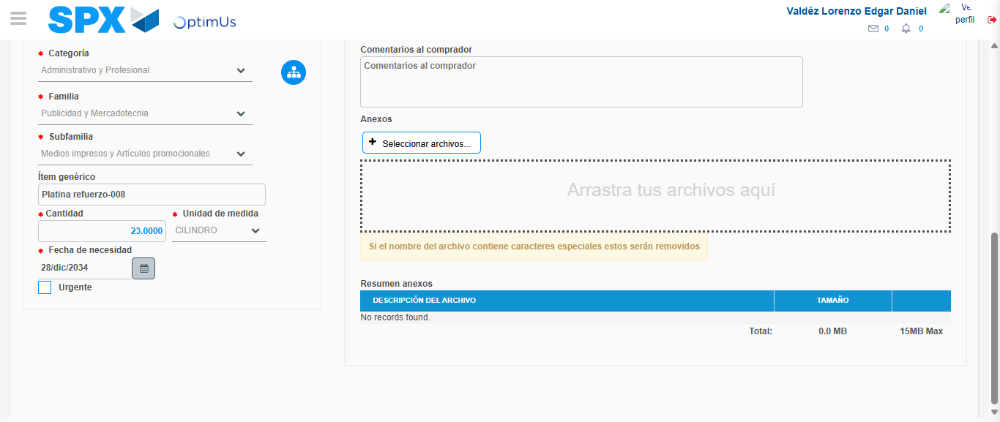 SPX
OptimUs
Valdéz Lorenzo Edgar Daniel
Ve
perfil
0
0
* Categoría
Administrativo y Profesional
* Familia
Publicidad y Mercadotecnia
* Subfamilia
Medios impresos y Artículos promocionales
Ítem genérico
Platina refuerzo-008
* Cantidad
* Unidad de medida
23.0000
CILINDRO
* Fecha de necesidad
28/dic/2034
Urgente
Comentarios al comprador
Comentarios al comprador
Anexos
+ Seleccionar archivos...
Arrastra tus archivos aquí
Si el nombre del archivo contiene caracteres especiales estos serán removidos
Resumen anexos
DESCRIPCIÓN DEL ARCHIVO TAMAÑO
No records found.
Total: 0.0 MB 15MB Max